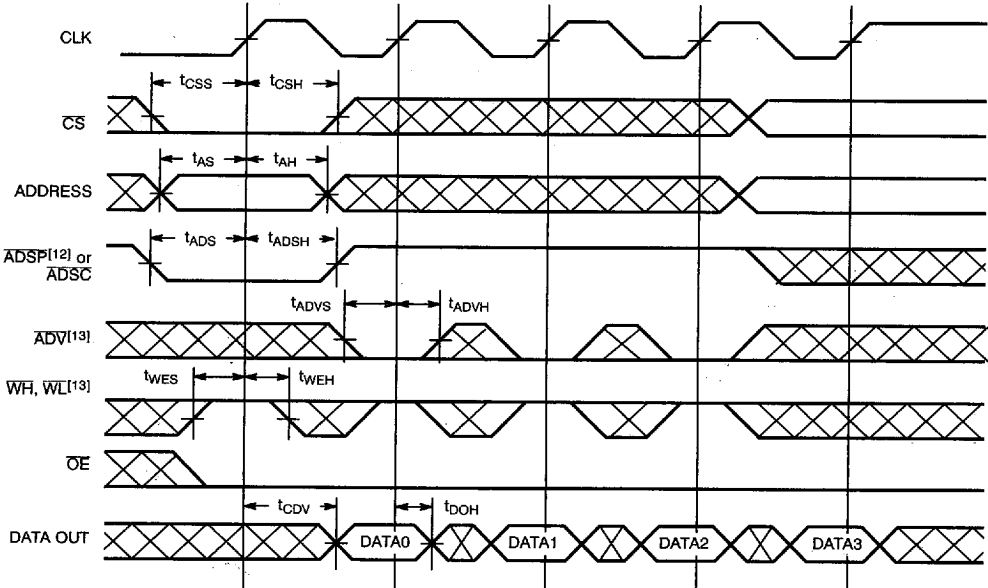 CLK
tCSS tCSH
CS
tAS tAH
ADDRESS
tADS tADSH
ADSP[12] or
ADSC
tADVS tADVH
ADV[13]
WH, WL[13]
tWES tWEH
OE
tCDV tDOH
DATA OUT DATA0 DATA1 DATA2 DATA3